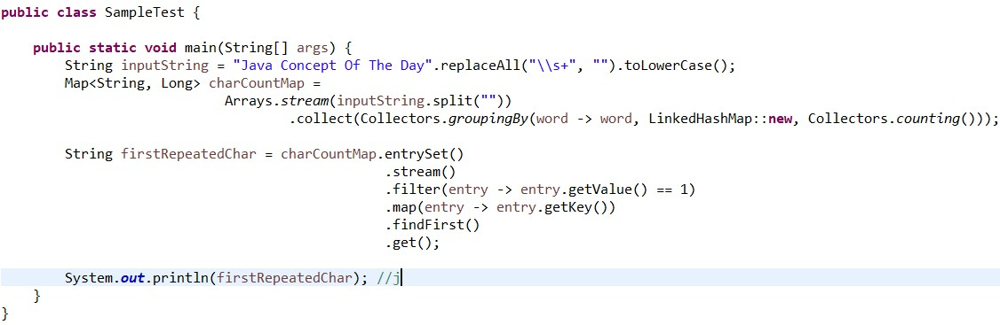 public class SampleTest {
public static void main(String[] args) {
String inputString = "Java Concept Of The Day".replaceAll("\\s+", "").toLowerCase();
Map<String, Long> charCountMap =
Arrays.stream(inputString.split(""))
.collect(Collectors.groupingBy(word -> word, LinkedHashMap::new, Collectors.counting()));
String firstRepeatedChar = charCountMap.entrySet()
.stream()
.filter(entry -> entry.getValue() == 1)
.map(entry -> entry.getKey())
.findFirst()
.get();
System.out.println(firstRepeatedChar); //j
}
}